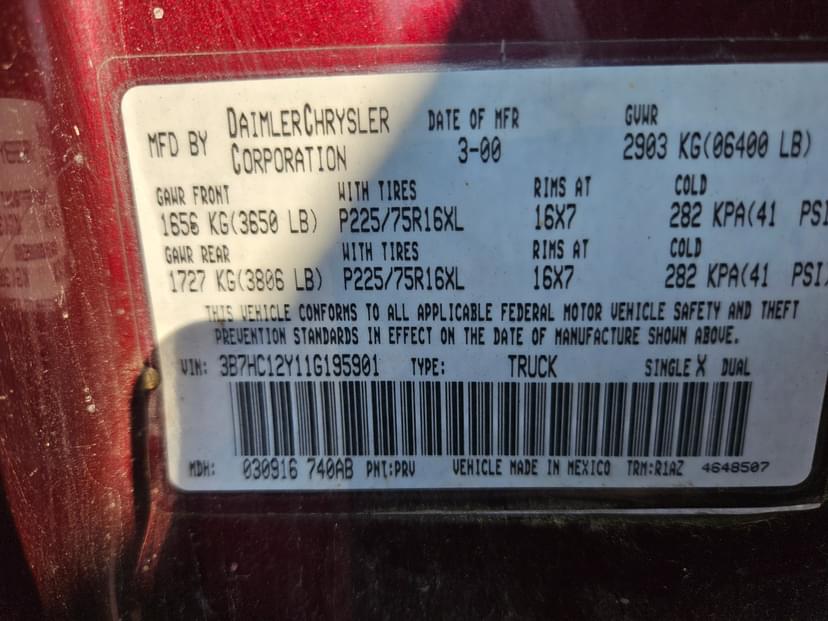 MFD BY DAIMLERCHRYSLER CORPORATION DATE OF MFR 3-00 GVWR 2903 KG(06400 LB)
GAWR FRONT WITH TIRES RIMS AT COLD
1656 KG(3650 LB) P225/75R16XL 16X7 282 KPA(41 PSI
GAWR REAR WITH TIRES RIMS AT COLD
1727 KG(3806 LB) P225/75R16XL 16X7 282 KPA(41 PSI)
THIS VEHICLE CONFORMS TO ALL APPLICABLE FEDERAL MOTOR VEHICLE SAFETY AND THEFT
PREVENTION STANDARDS IN EFFECT ON THE DATE OF MANUFACTURE SHOWN ABOVE.
VIN: 3B7HC12Y11G195901 TYPE: TRUCK SINGLE X DUAL
MDH: 030916 740AB PNT:PRV VEHICLE MADE IN MEXICO TRM:R1AZ 4648507